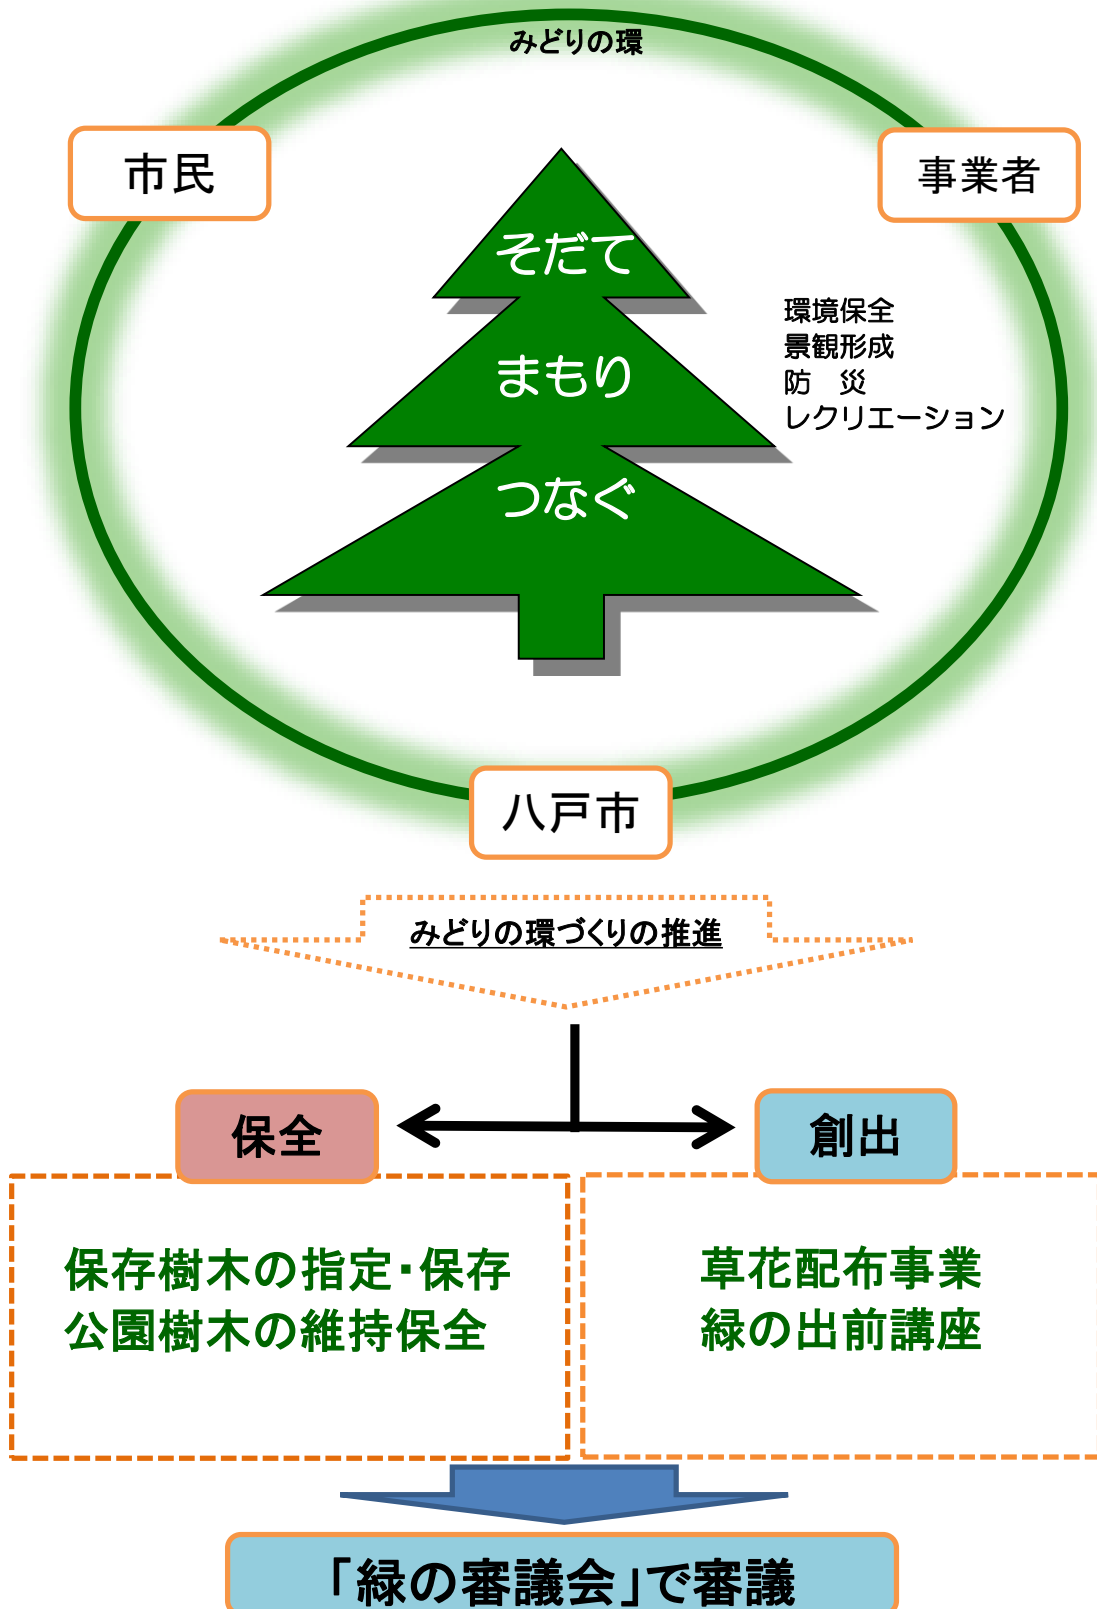 みどりの環
市民
事業者
そだて
まもり
つなぐ
環境保全
景観形成
防　災
レクリエーション
八戸市
みどりの環づくりの推進
保全
創出
保存樹木の指定・保存
公園樹木の維持保全
草花配布事業
緑の出前講座
「緑の審議会」で審議